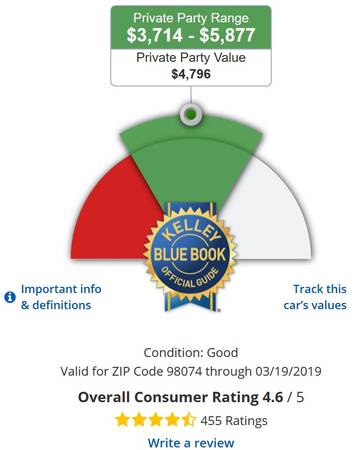 Private Party Range
$3,714 - $5,877
Private Party Value
$4,796
KELLEY
BLUE BOOK
OFFICIAL GUIDE
Important info
& definitions
Track this
car's values
Condition: Good
Valid for ZIP Code 98074 through 03/19/2019
Overall Consumer Rating 4.6 / 5
455 Ratings
Write a review